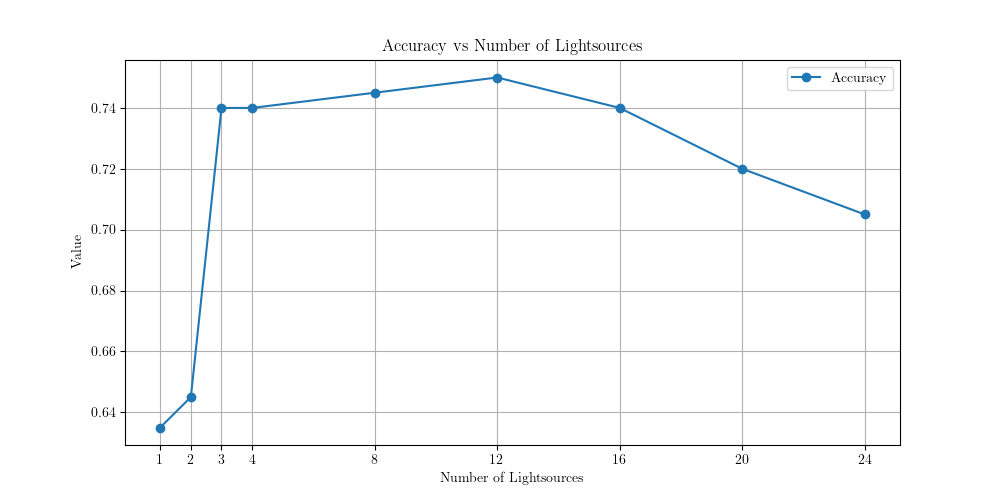 Accuracy vs Number of Lightsources
Accuracy
Value
0.74
0.72
0.70
0.68
0.66
0.64
1 2 3 4 8 12 16 20 24
Number of Lightsources